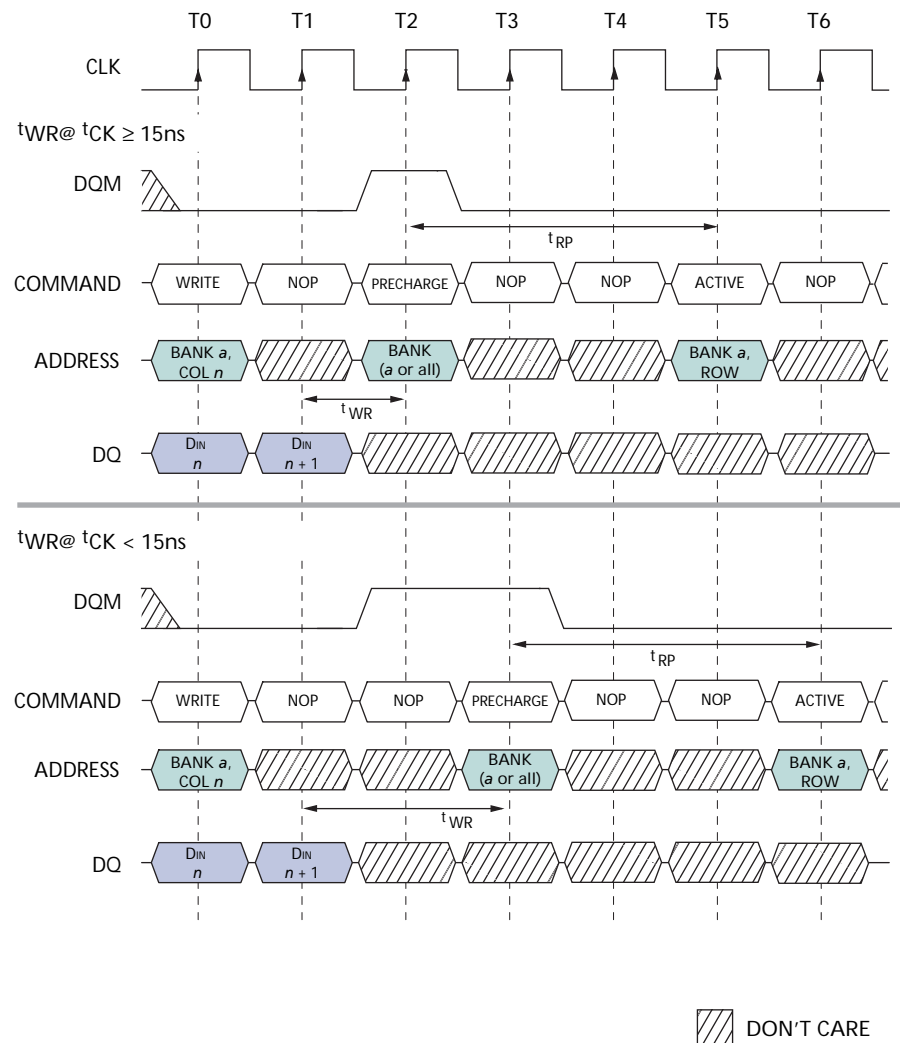 T0 T1 T2 T3 T4 T5 T6
CLK
tWR@ tCK ≥ 15ns
DQM
tRP
COMMAND WRITE NOP PRECHARGE NOP NOP ACTIVE NOP
ADDRESS BANK a, COL n BANK (a or all) BANK a, ROW
tWR
DQ DIN n DIN n + 1
tWR@ tCK < 15ns
DQM
tRP
COMMAND WRITE NOP NOP PRECHARGE NOP NOP ACTIVE
ADDRESS BANK a, COL n BANK (a or all) BANK a, ROW
tWR
DQ DIN n DIN n + 1
DON'T CARE